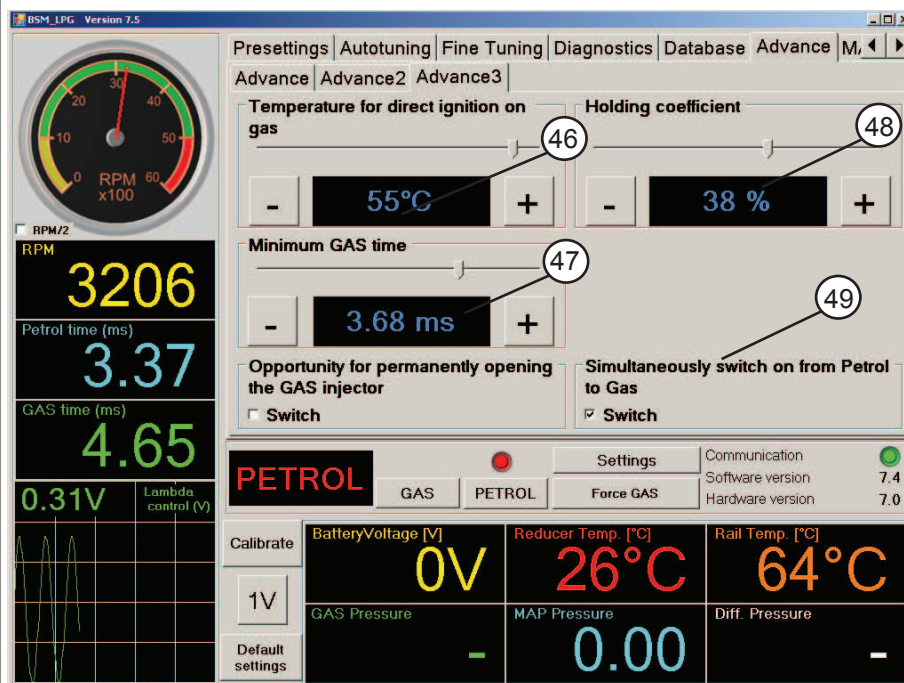 BSM_LPG Version 7.5
Presettings Autotuning Fine Tuning Diagnostics Database Advance
Advance Advance2 Advance3
0 10 20 30 40 50 60
RPM
x100
RPM/2
RPM
3206
Petrol time (ms)
3.37
GAS time (ms)
4.65
0.31V
Lambda
control (V)
Temperature for direct ignition on
gas
46
- 55°C +
Holding coefficient
48
- 38 % +
Minimum GAS time
47
- 3.68 ms +
49
Opportunity for permanently opening
the GAS injector
Switch
Simultaneously switch on from Petrol
to Gas
Switch
PETROL
GAS PETROL
Settings
Force GAS
Communication
Software version 7.4
Hardware version 7.0
Calibrate
1V
Default
settings
BatteryVoltage [V]
0V
Reducer Temp. [°C]
26°C
Rail Temp. [°C]
64°C
GAS Pressure
-
MAP Pressure
0.00
Diff. Pressure
-